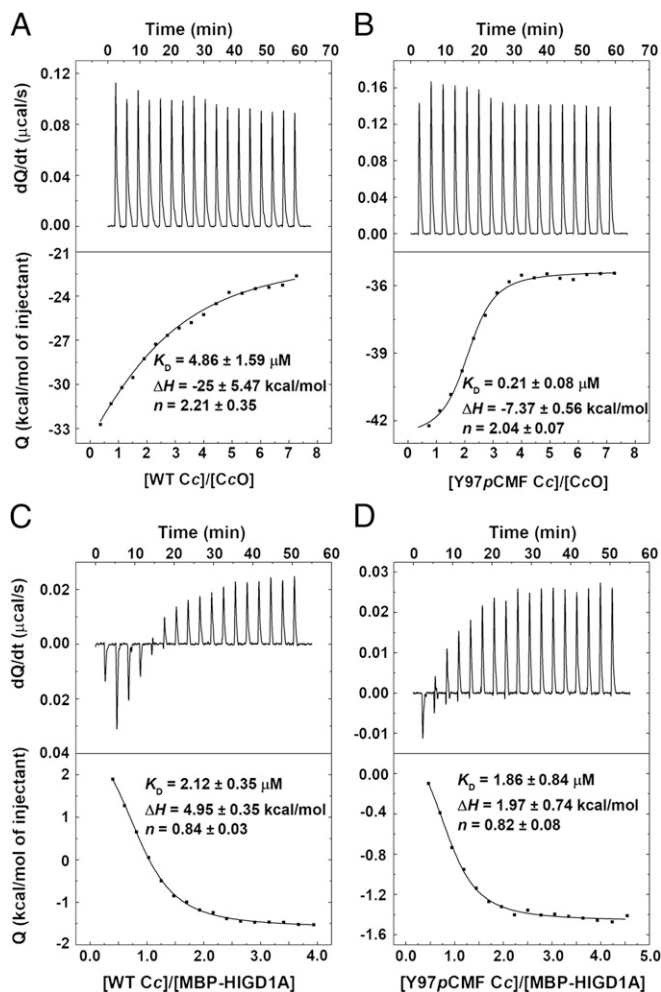 A
Time (min)
0 10 20 30 40 50 60 70
dQ/dt (µcal/s)
0.12
0.08
0.04
0.00
Q (kcal/mol of injectant)
-21
-24
-27
-30
-33
K_D = 4.86 ± 1.59 µM
ΔH = -25 ± 5.47 kcal/mol
n = 2.21 ± 0.35
0 1 2 3 4 5 6 7 8
[WT Cc]/[CcO]
B
Time (min)
0 10 20 30 40 50 60 70
0.16
0.12
0.08
0.04
0.00
-36
-39
-42
K_D = 0.21 ± 0.08 µM
ΔH = -7.37 ± 0.56 kcal/mol
n = 2.04 ± 0.07
0 1 2 3 4 5 6 7 8
[Y97pCMF Cc]/[CcO]
C
Time (min)
0 10 20 30 40 50 60
dQ/dt (µcal/s)
0.02
0.00
0.02
0.04
Q (kcal/mol of injectant)
2
1
0
-1
-2
K_D = 2.12 ± 0.35 µM
ΔH = 4.95 ± 0.35 kcal/mol
n = 0.84 ± 0.03
0.0 1.0 2.0 3.0 4.0
[WT Cc]/[MBP-HIGD1A]
D
Time (min)
0 10 20 30 40 50 60
0.03
0.02
0.01
0.00
-0.01
0.00
-0.4
-0.8
-1.2
-1.6
K_D = 1.86 ± 0.84 µM
ΔH = 1.97 ± 0.74 kcal/mol
n = 0.82 ± 0.08
0.0 1.0 2.0 3.0 4.0 5.0
[Y97pCMF Cc]/[MBP-HIGD1A]